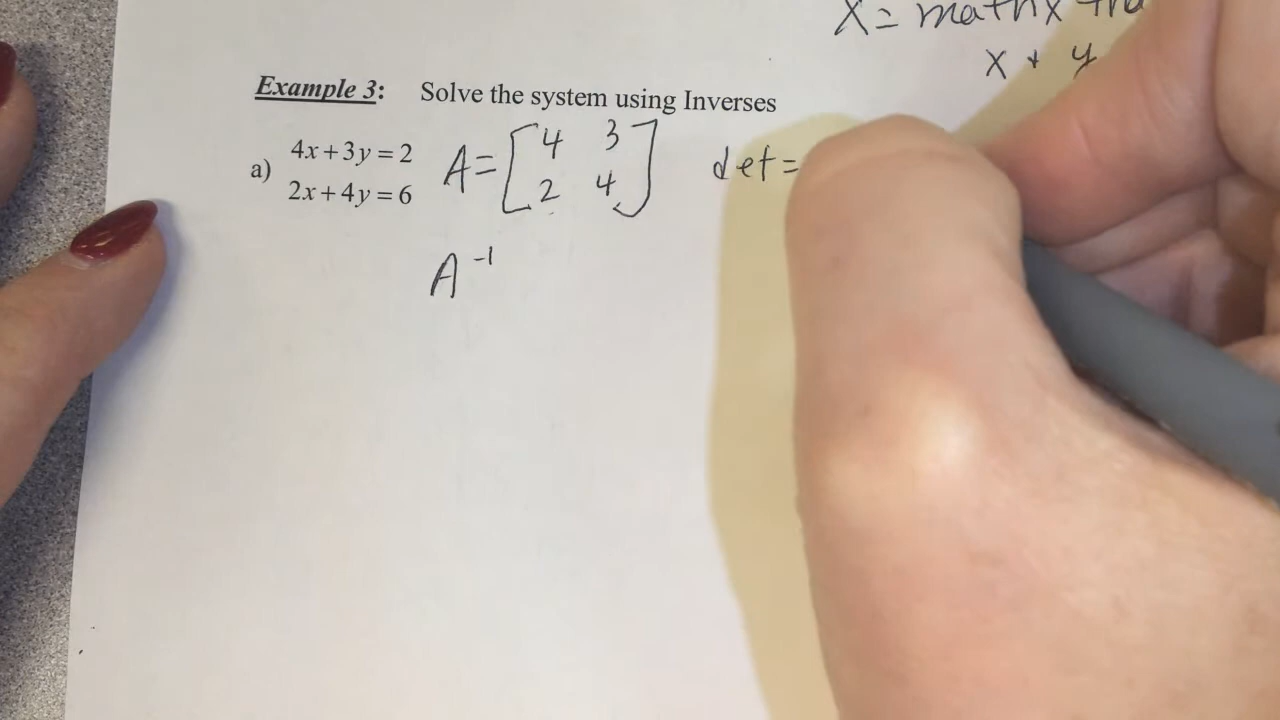 X = matrix
x + y
Example 3: Solve the system using Inverses
a) 4x+3y=2
2x+4y=6
A= [ 4 3
2 4 ]
det=
A⁻¹